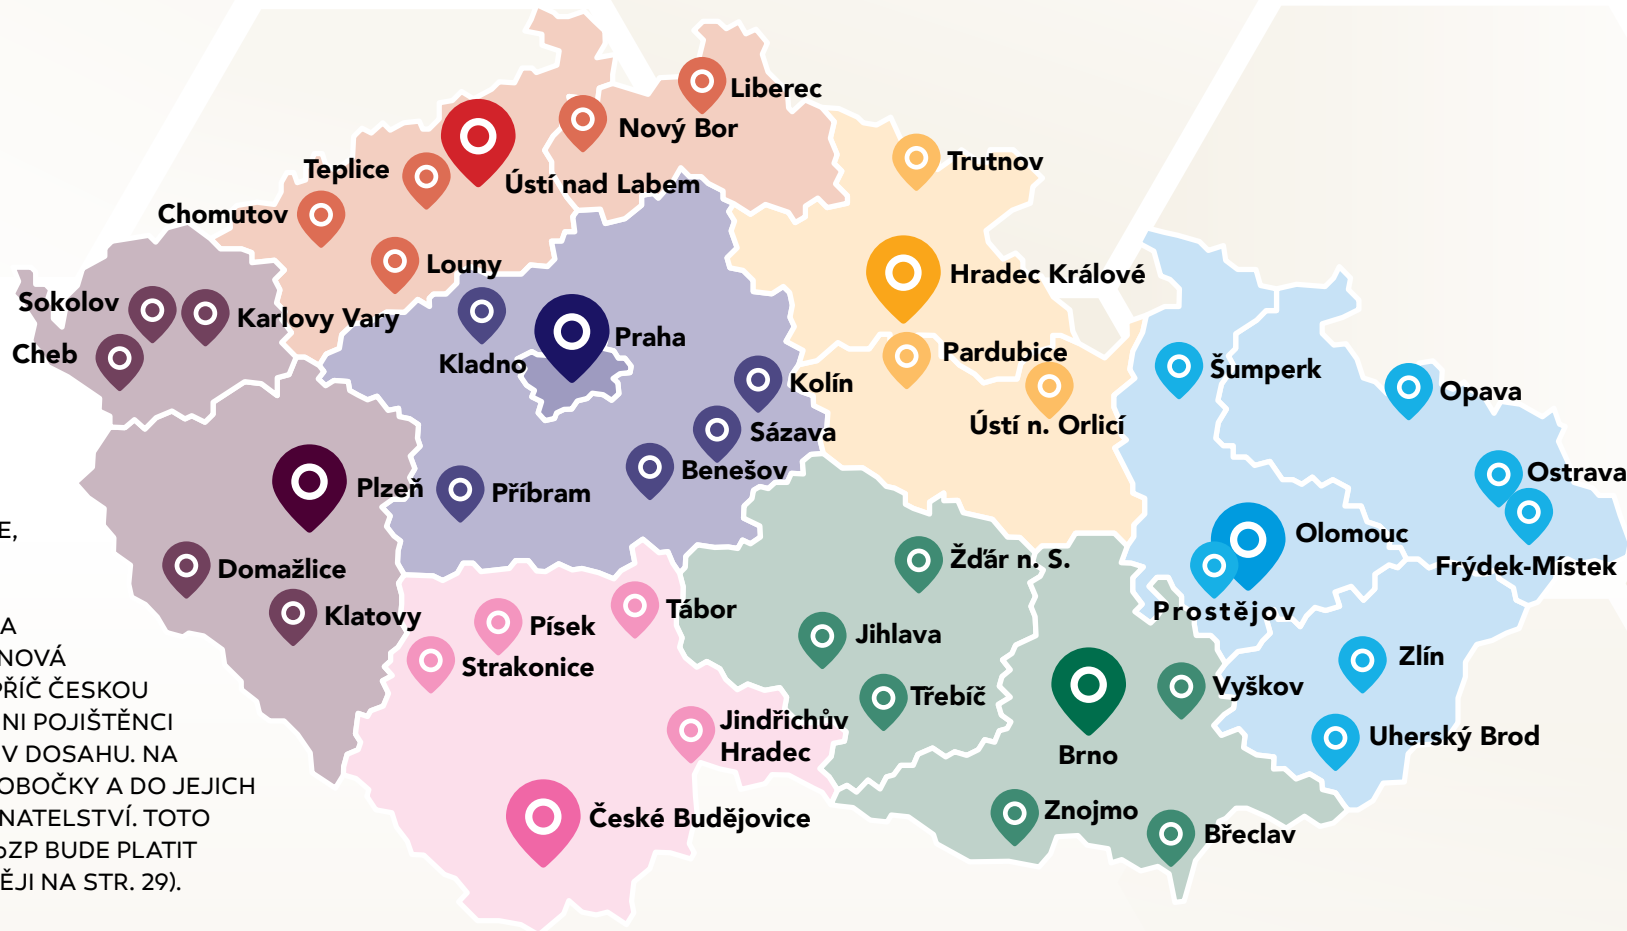 Liberec
Nový Bor
Teplice
Ústí nad Labem
Trutnov
Chomutov
Louny
Hradec Králové
Sokolov
Karlovy Vary
Cheb
Praha
Kladno
Pardubice
Kolín
Ústí n. Orlicí
Šumperk
Opava
Sázava
Benešov
Ostrava
Plzeň
Příbram
Olomouc
Frýdek-Místek
Domažlice
Žďár n. S.
Prostějov
Klatovy
Písek
Tábor
Jihlava
Strakonice
Zlín
Třebíč
Vyškov
Jindřichův
Hradec
Uherský Brod
Brno
České Budějovice
Znojmo
Břeclav
E,
A
NOVÁ
PŘÍČ ČESKOU
NI POJIŠTĚNCI
V DOSAHU. NA
OBOČKY A DO JEJICH
NATELSTVÍ. TOTO
ZP BUDE PLATIT
ĚJI NA STR. 29).